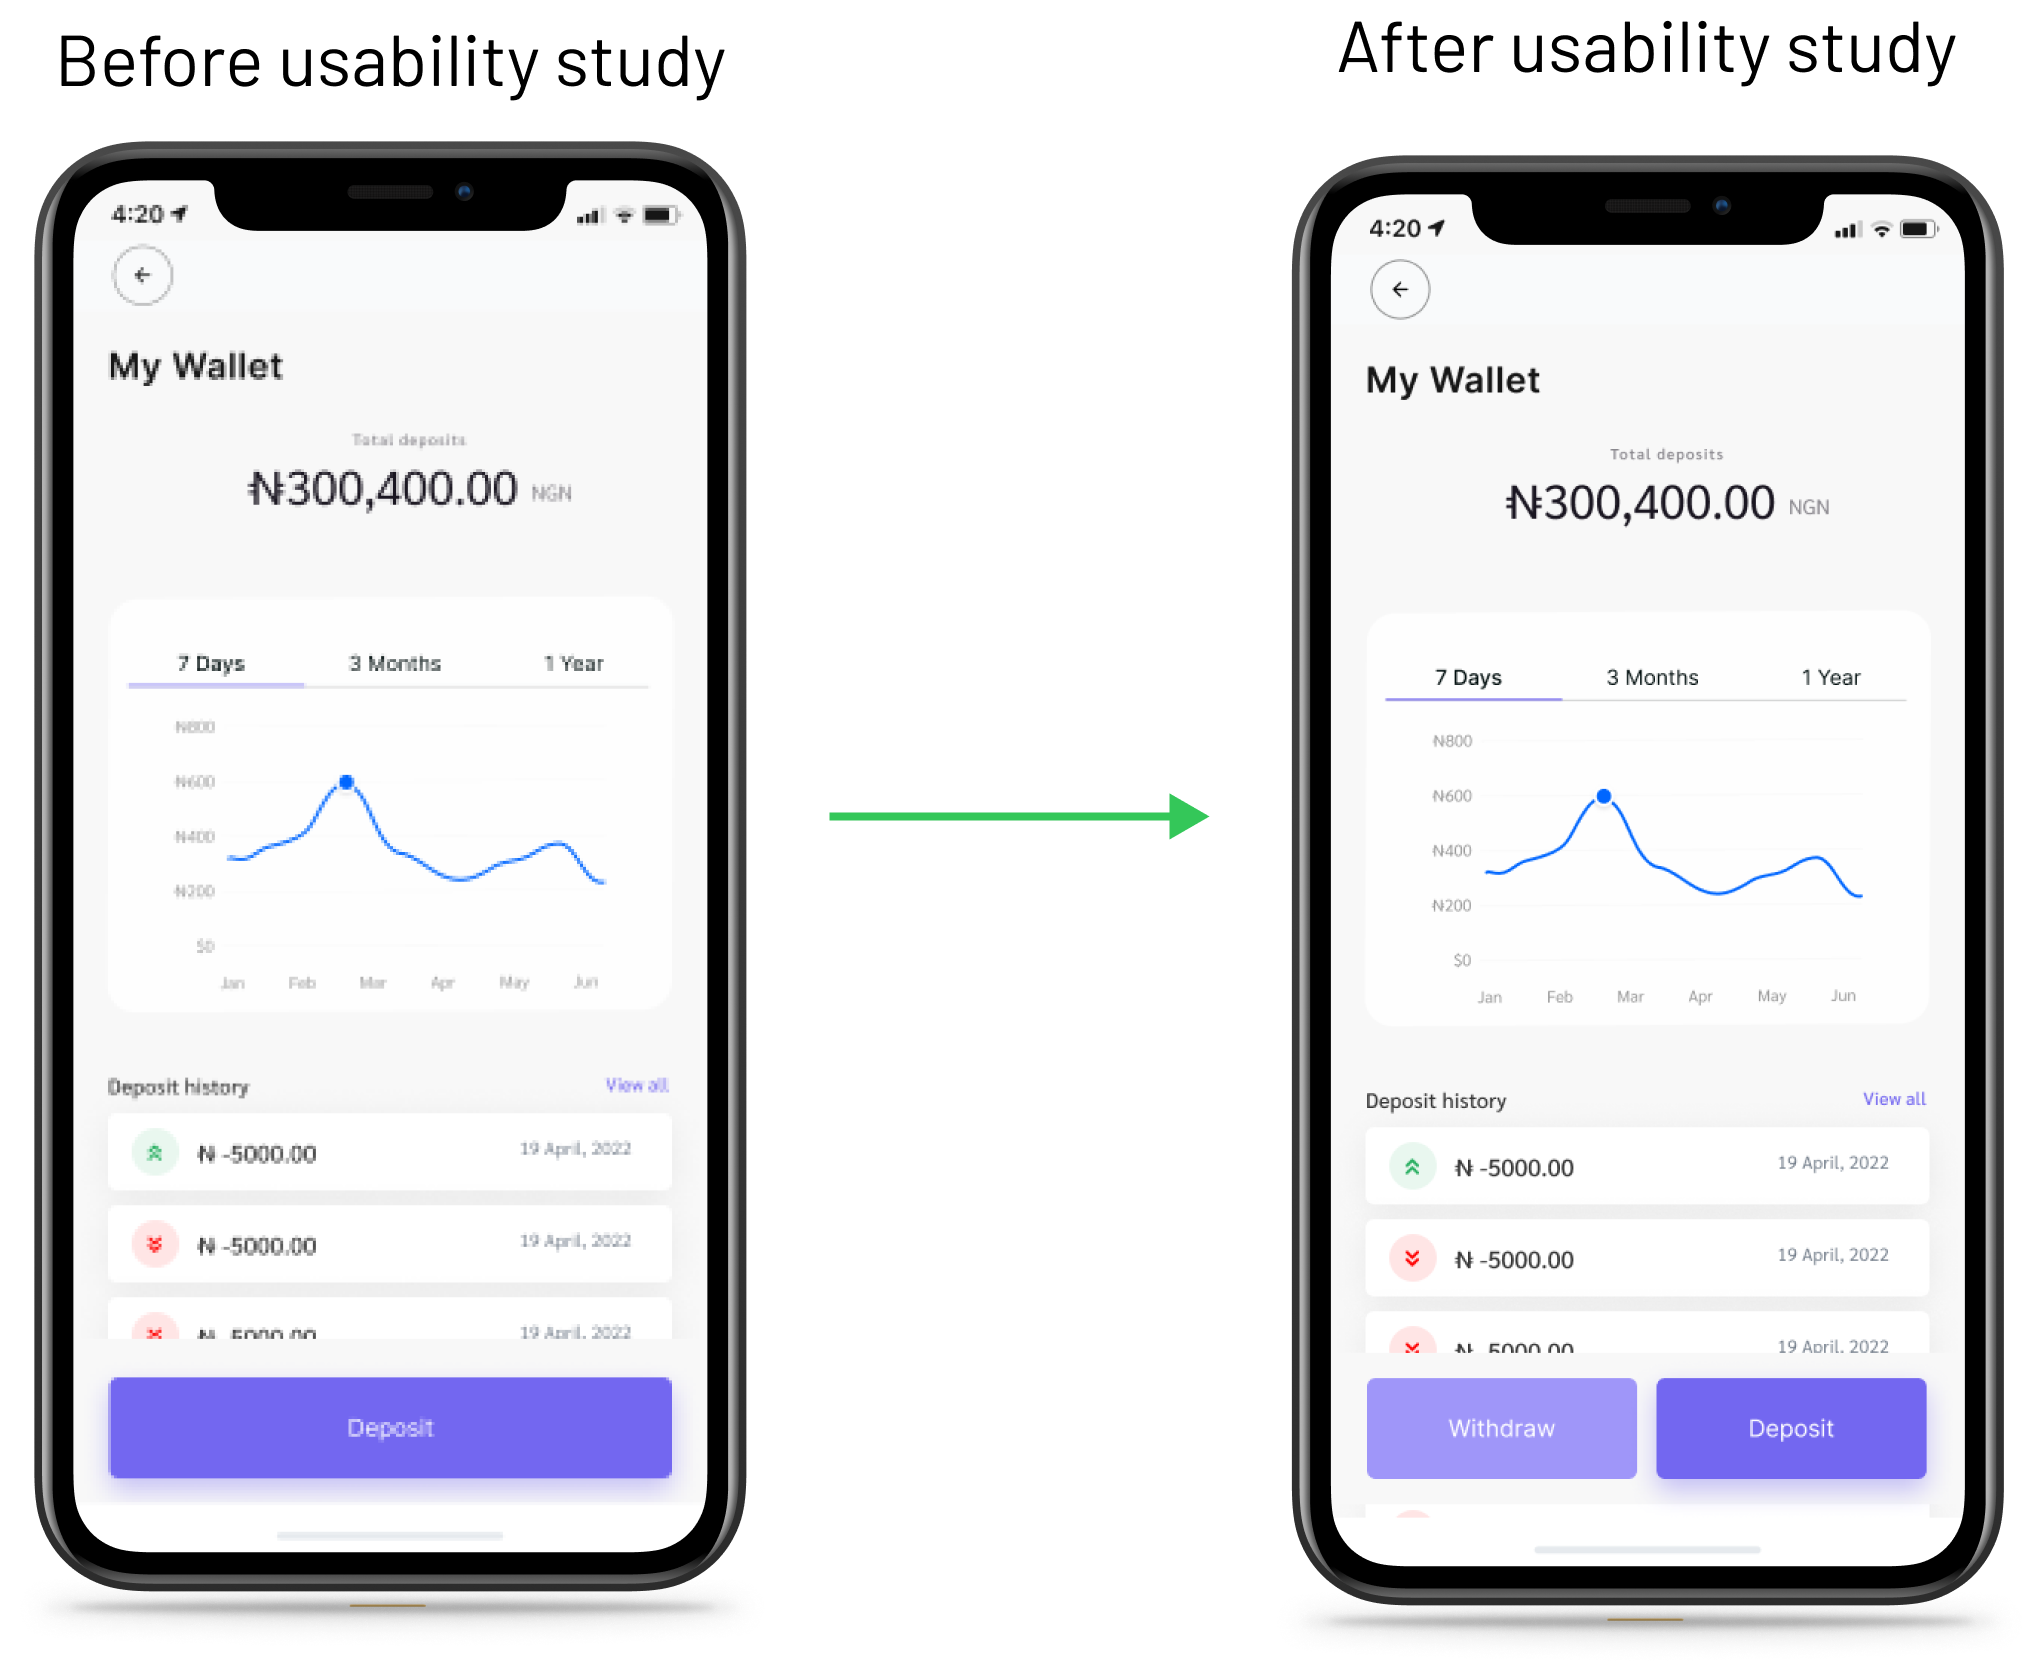 Before usability study
After usability study
4:20
My Wallet
Total deposits
₦300,400.00 NGN
7 Days 3 Months 1 Year
₦800
₦600
₦400
₦200
$0
Jan Feb Mar Apr May Jun
Deposit history View all
₦ -5000.00 19 April, 2022
₦ -5000.00 19 April, 2022
₦ -5000.00 19 April, 2022
Deposit
4:20
My Wallet
Total deposits
₦300,400.00 NGN
7 Days 3 Months 1 Year
₦800
₦600
₦400
₦200
$0
Jan Feb Mar Apr May Jun
Deposit history View all
₦ -5000.00 19 April, 2022
₦ -5000.00 19 April, 2022
₦ -5000.00 19 April, 2022
Withdraw Deposit